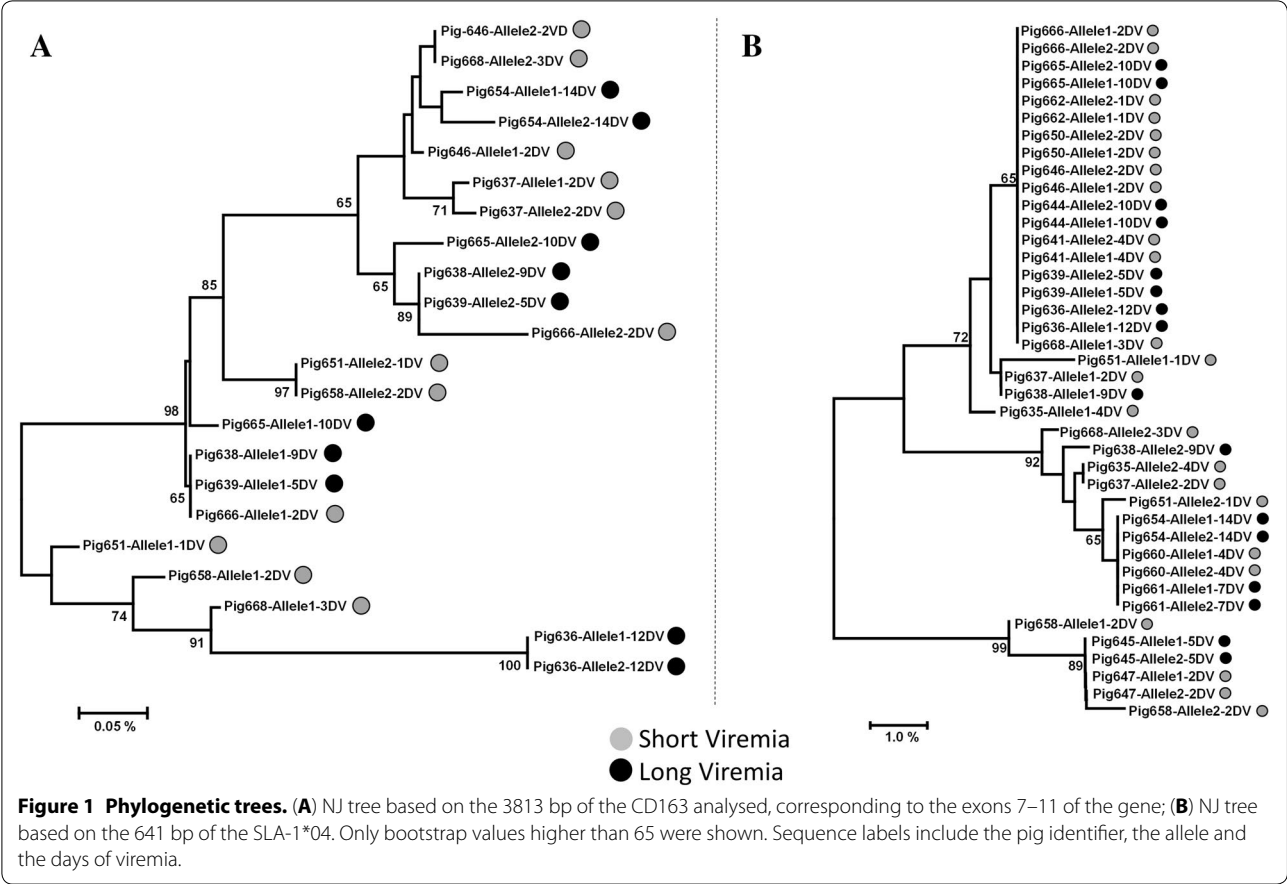 A
Pig-646-Allele2-2VD
Pig668-Allele2-3DV
Pig654-Allele1-14DV
Pig654-Allele2-14DV
Pig646-Allele1-2DV
Pig637-Allele1-2DV
71 Pig637-Allele2-2DV
65
Pig665-Allele2-10DV
Pig638-Allele2-9DV
65
Pig639-Allele2-5DV
89
Pig666-Allele2-2DV
85
Pig651-Allele2-1DV
97 Pig658-Allele2-2DV
98
Pig665-Allele1-10DV
Pig638-Allele1-9DV
Pig639-Allele1-5DV
65
Pig666-Allele1-2DV
Pig651-Allele1-1DV
Pig658-Allele1-2DV
74
Pig668-Allele1-3DV
91
Pig636-Allele1-12DV
100 Pig636-Allele2-12DV
0.05 %
B
Pig666-Allele1-2DV
Pig666-Allele2-2DV
Pig665-Allele2-10DV
Pig665-Allele1-10DV
Pig662-Allele2-1DV
Pig662-Allele1-1DV
Pig650-Allele2-2DV
Pig650-Allele1-2DV
65
Pig646-Allele2-2DV
Pig646-Allele1-2DV
Pig644-Allele2-10DV
Pig644-Allele1-10DV
Pig641-Allele2-4DV
Pig641-Allele1-4DV
Pig639-Allele2-5DV
Pig639-Allele1-5DV
Pig636-Allele2-12DV
Pig636-Allele1-12DV
72
Pig668-Allele1-3DV
Pig651-Allele1-1DV
Pig637-Allele1-2DV
Pig638-Allele1-9DV
Pig635-Allele1-4DV
Pig668-Allele2-3DV
92
Pig638-Allele2-9DV
Pig635-Allele2-4DV
Pig637-Allele2-2DV
Pig651-Allele2-1DV
Pig654-Allele1-14DV
65
Pig654-Allele2-14DV
Pig660-Allele1-4DV
Pig660-Allele2-4DV
Pig661-Allele1-7DV
Pig661-Allele2-7DV
Pig658-Allele1-2DV
99
Pig645-Allele1-5DV
89
Pig645-Allele2-5DV
Pig647-Allele1-2DV
Pig647-Allele2-2DV
Pig658-Allele2-2DV
1.0 %
Short Viremia
Long Viremia
Figure 1 Phylogenetic trees. (A) NJ tree based on the 3813 bp of the CD163 analysed, corresponding to the exons 7–11 of the gene; (B) NJ tree
based on the 641 bp of the SLA-1*04. Only bootstrap values higher than 65 were shown. Sequence labels include the pig identifier, the allele and
the days of viremia.